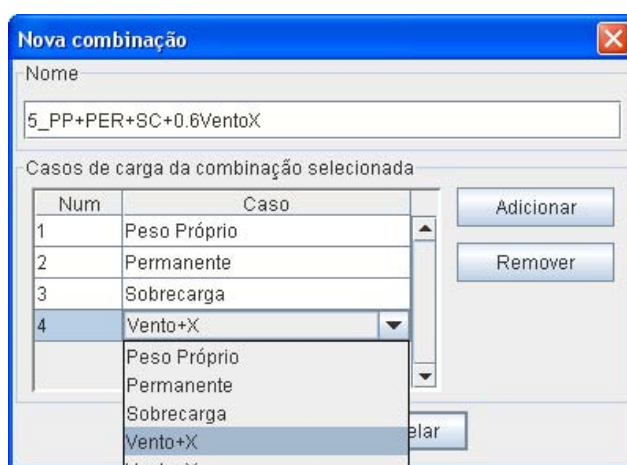 Nova combinação
Nome
5_PP+PER+SC+0.6VentoX
Casos de carga da combinação selecionada
Num Caso
1 Peso Próprio
2 Permanente
3 Sobrecarga
4 Vento+X
Adicionar
Remover
Peso Próprio
Permanente
Sobrecarga
Vento+X
elar